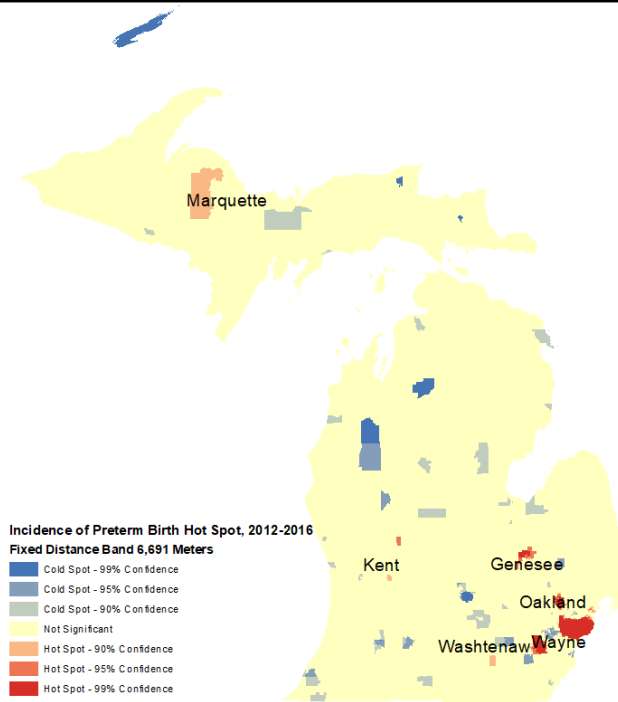 Marquette
Incidence of Preterm Birth Hot Spot, 2012-2016
Fixed Distance Band 6,691 Meters
Cold Spot - 99% Confidence
Cold Spot - 95% Confidence
Cold Spot - 90% Confidence
Not Significant
Hot Spot - 90% Confidence
Hot Spot - 95% Confidence
Hot Spot - 99% Confidence
Kent
Genesee
Oakland
Washtenaw
Wayne